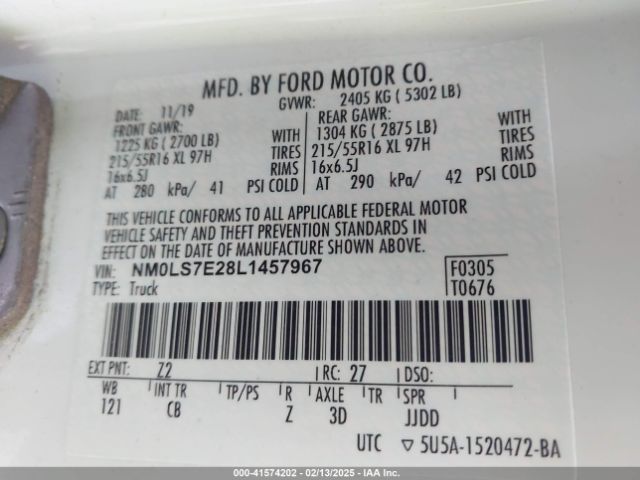 MFD. BY FORD MOTOR CO.
DATE: 11/19 GVWR: 2405 KG ( 5302 LB)
FRONT GAWR: REAR GAWR:
1225 KG ( 2700 LB) WITH 1304 KG ( 2875 LB) WITH
215/55R16 XL 97H TIRES 215/55R16 XL 97H TIRES
16x6.5J RIMS 16x6.5J RIMS
AT 280 kPa/ 41 PSI COLD AT 290 kPa/ 42 PSI COLD
THIS VEHICLE CONFORMS TO ALL APPLICABLE FEDERAL MOTOR
VEHICLE SAFETY AND THEFT PREVENTION STANDARDS IN
EFFECT ON THE DATE OF MANUFACTURE SHOWN ABOVE.
VIN: NM0LS7E28L1457967 F0305
TYPE: Truck T0676
EXT PNT: Z2 RC: 27 DSO:
WB INT TR TP/PS R AXLE TR SPR
121 CB Z 3D JJDD
UTC ▽ 5U5A-1520472-BA
000-41574202 - 02/13/2025 - IAA Inc.